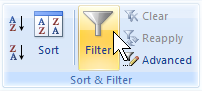 A
Z
Z
A
A Z
Z A
Sort
Filter
Clear
Reapply
Advanced
Sort & Filter